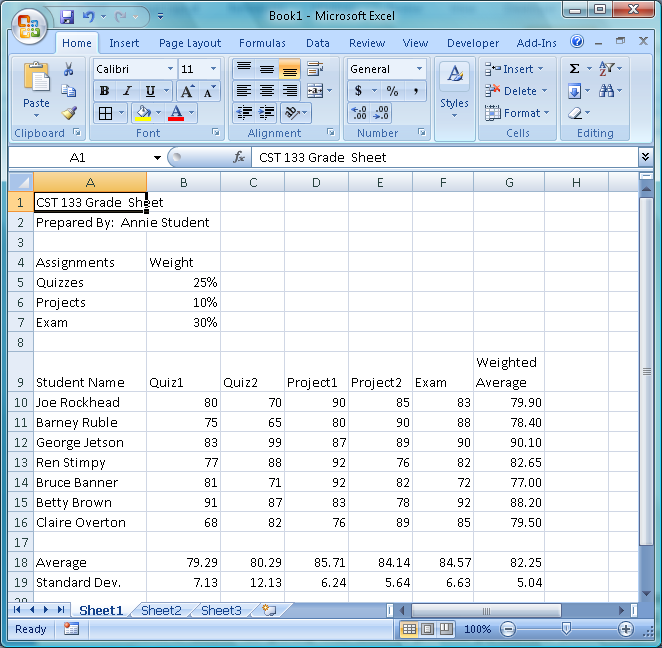 Book1 - Microsoft Excel
Home Insert Page Layout Formulas Data Review View Developer Add-Ins
Calibri 11 General Insert Σ
Paste B I U A A $ % , Styles Delete
A .00 .00 Format
Clipboard Font Alignment Number Cells Editing
A1 fx CST 133 Grade  Sheet
A B C D E F G H
1 CST 133 Grade  Sheet
2 Prepared By:  Annie Student
3
4 Assignments Weight
5 Quizzes 25%
6 Projects 10%
7 Exam 30%
8
Weighted
9 Student Name Quiz1 Quiz2 Project1 Project2 Exam Average
10 Joe Rockhead 80 70 90 85 83 79.90
11 Barney Ruble 75 65 80 90 88 78.40
12 George Jetson 83 99 87 89 90 90.10
13 Ren Stimpy 77 88 92 76 82 82.65
14 Bruce Banner 81 71 92 82 72 77.00
15 Betty Brown 91 87 83 78 92 88.20
16 Claire Overton 68 82 76 89 85 79.50
17
18 Average 79.29 80.29 85.71 84.14 84.57 82.25
19 Standard Dev. 7.13 12.13 6.24 5.64 6.63 5.04
Sheet1 Sheet2 Sheet3
Ready 100%